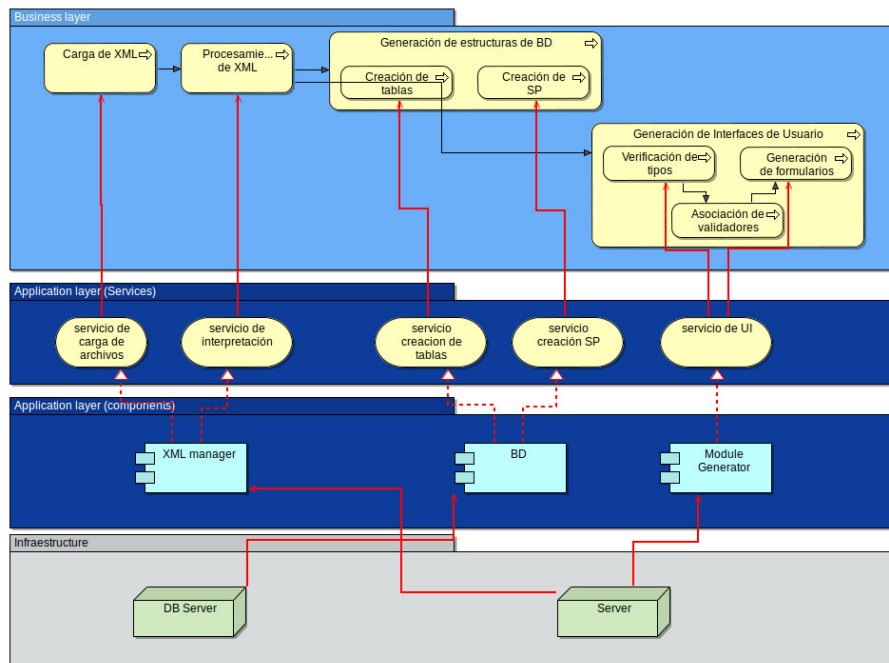 Business layer
Carga de XML
Procesamie...
de XML
Generación de estructuras de BD
Creación de
tablas
Creación de
SP
Generación de Interfaces de Usuario
Verificación de
tipos
Generación
de formularios
Asociación de
validadores
Application layer (Services)
servicio de
carga de
archivos
servicio de
interpretación
servicio
creacion de
tablas
servicio
creación SP
servicio de UI
Application layer (components)
XML manager
BD
Module
Generator
Infraestructure
DB Server
Server